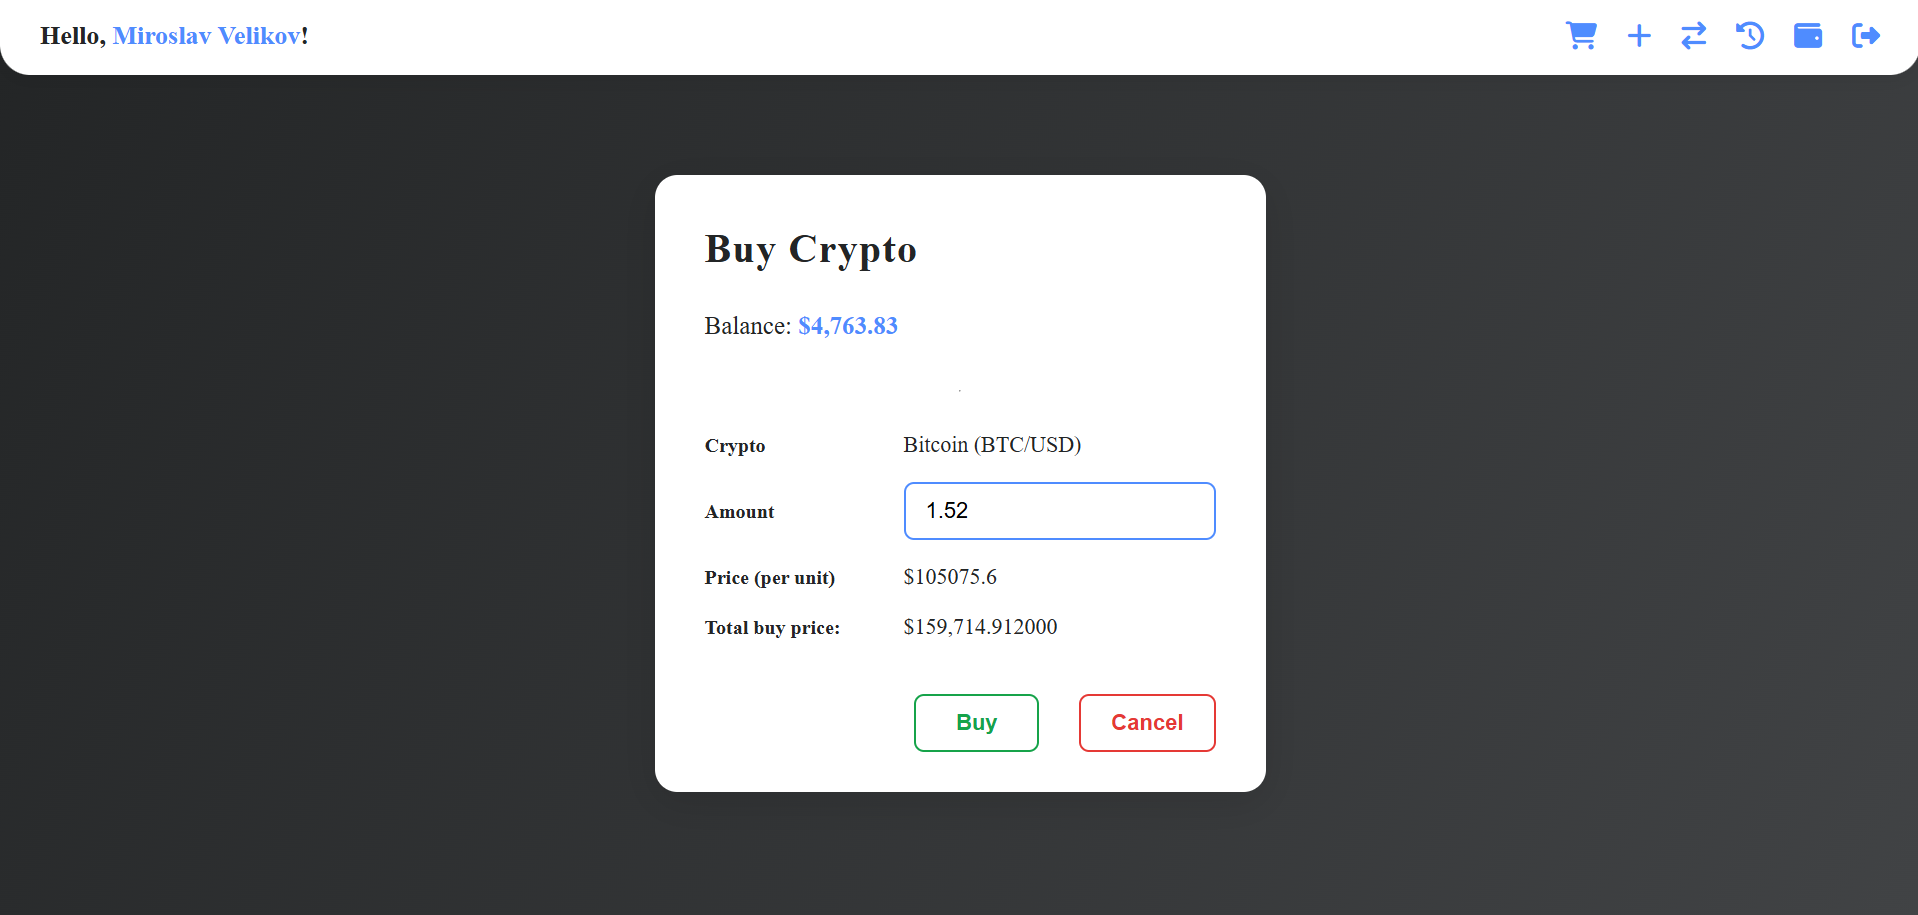 Hello, Miroslav Velikov!
Buy Crypto
Balance: $4,763.83
Crypto Bitcoin (BTC/USD)
Amount 1.52
Price (per unit) $105075.6
Total buy price: $159,714.912000
Buy Cancel